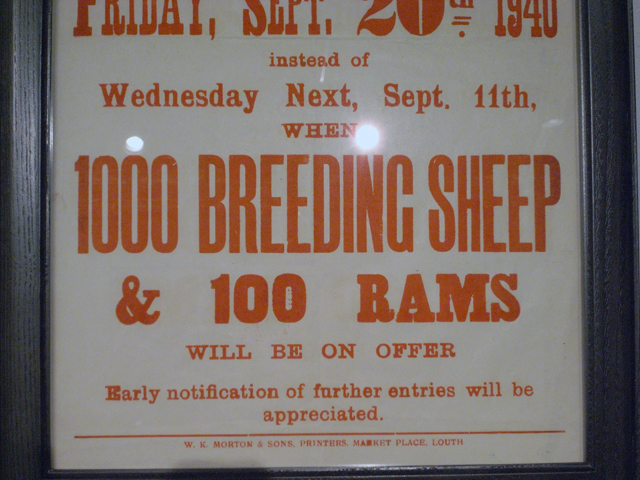 FRIDAY, SEPT. 20th 1940
instead of
Wednesday Next, Sept. 11th,
WHEN
1000 BREEDING SHEEP
& 100 RAMS
WILL BE ON OFFER
Early notification of further entries will be
appreciated.
W. K. MORTON & SONS, PRINTERS, MARKET PLACE, LOUTH